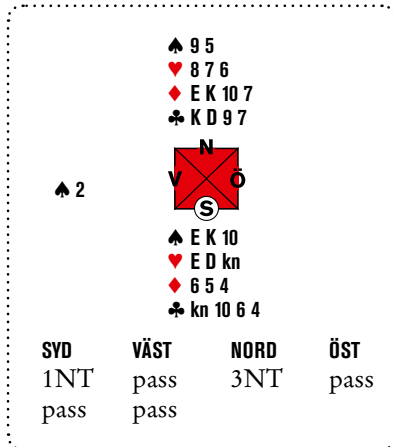 ♠ 9 5
♥ 8 7 6
♦ E K 10 7
♣ K D 9 7
N
♠ 2 V Ö
S
♠ E K 10
♥ E D kn
♦ 6 5 4
♣ kn 10 6 4
SYD VÄST NORD ÖST
1NT pass 3NT pass
pass pass